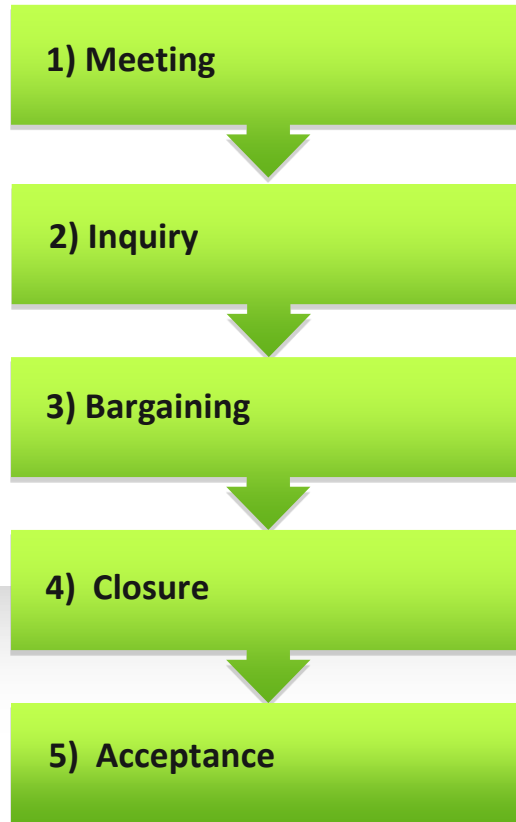 1) Meeting
2) Inquiry
3) Bargaining
4) Closure
5) Acceptance